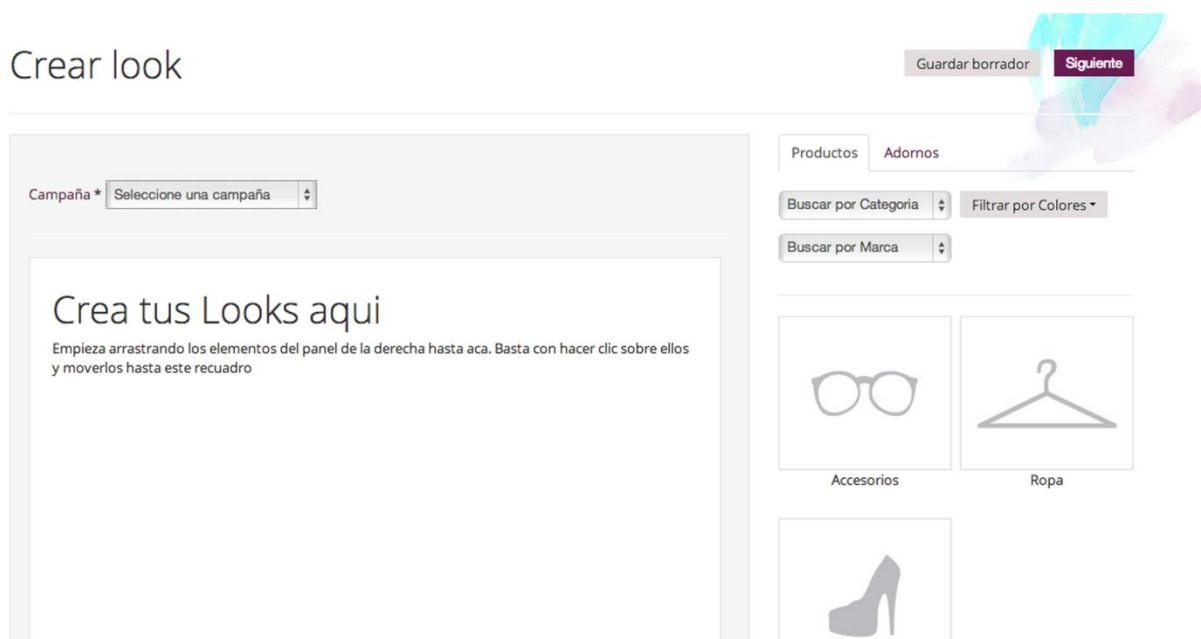 Crear look
Guardar borrador
Siguiente
Campaña * Seleccione una campaña
Crea tus Looks aqui
Empieza arrastrando los elementos del panel de la derecha hasta aca. Basta con hacer clic sobre ellos
y moverlos hasta este recuadro
Productos
Adornos
Buscar por Categoria
Filtrar por Colores
Buscar por Marca
Accesorios
Ropa